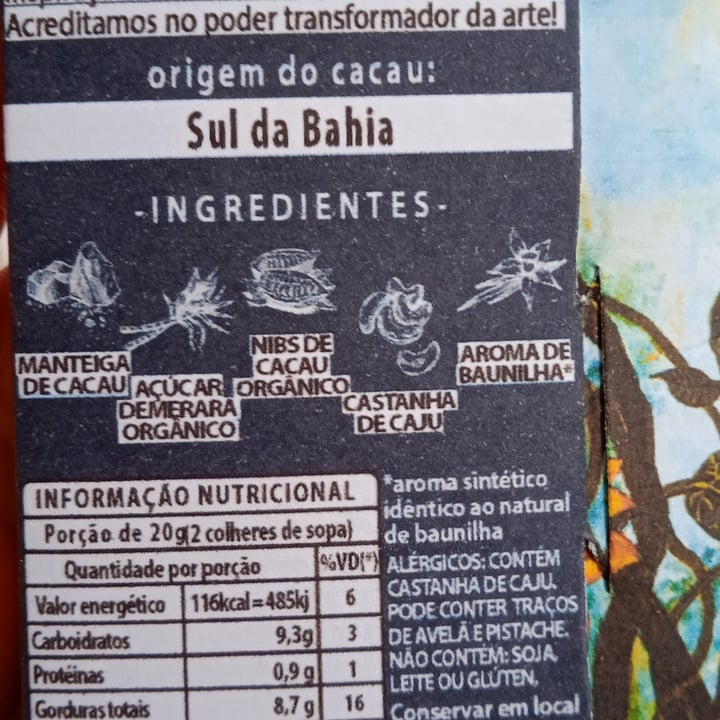 Acreditamos no poder transformador da arte!
origem do cacau:
Sul da Bahia
-INGREDIENTES-
MANTEIGA
DE CACAU
AÇÚCAR
DEMERARA
ORGÂNICO
NIBS DE
CACAU
ORGÂNICO
CASTANHA
DE CAJU
AROMA DE
BAUNILHA*
INFORMAÇÃO NUTRICIONAL
Porção de 20g(2 colheres de sopa)
Quantidade por porção %VD(*)
Valor energético 116kcal=485kj 6
Carboidratos 9,3g 3
Proteínas 0,9 g 1
Gorduras totais 8,7 g 16
*aroma sintético
idêntico ao natural
de baunilha
ALÉRGICOS: CONTÉM
CASTANHA DE CAJU.
PODE CONTER TRAÇOS
DE AVELÃ E PISTACHE.
NÃO CONTÉM: SOJA,
LEITE OU GLÚTEN.
Conservar em local